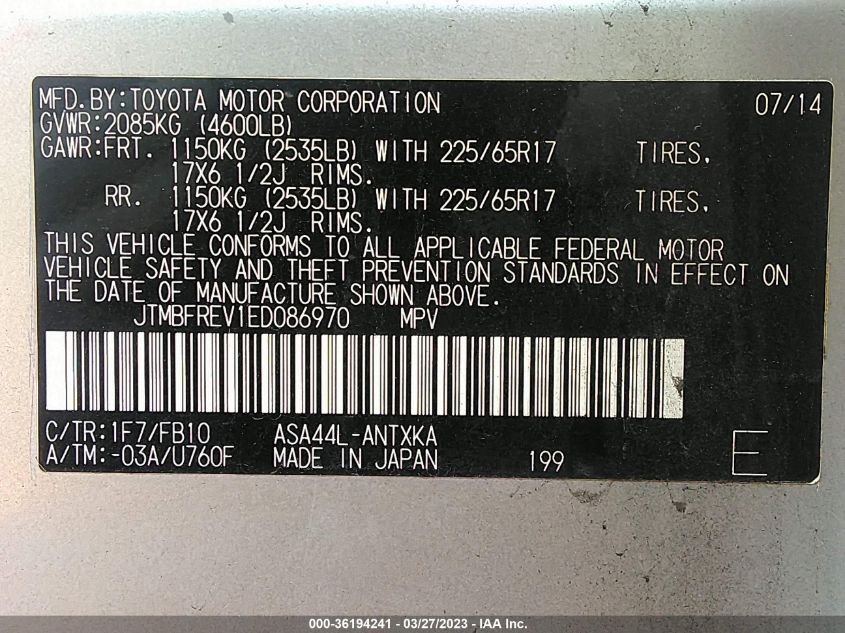 MFD.BY:TOYOTA MOTOR CORPORATION 07/14
GVWR:2085KG (4600LB)
GAWR:FRT. 1150KG (2535LB) WITH 225/65R17 TIRES,
17X6 1/2J RIMS.
RR. 1150KG (2535LB) WITH 225/65R17 TIRES,
17X6 1/2J RIMS.
THIS VEHICLE CONFORMS TO ALL APPLICABLE FEDERAL MOTOR
VEHICLE SAFETY AND THEFT PREVENTION STANDARDS IN EFFECT ON
THE DATE OF MANUFACTURE SHOWN ABOVE.
JTMBFREV1ED086970 MPV
C/TR:1F7/FB10 ASA44L-ANTXKA
A/TM:-03A/U760F MADE IN JAPAN 199 E
000-36194241 - 03/27/2023 - IAA Inc.